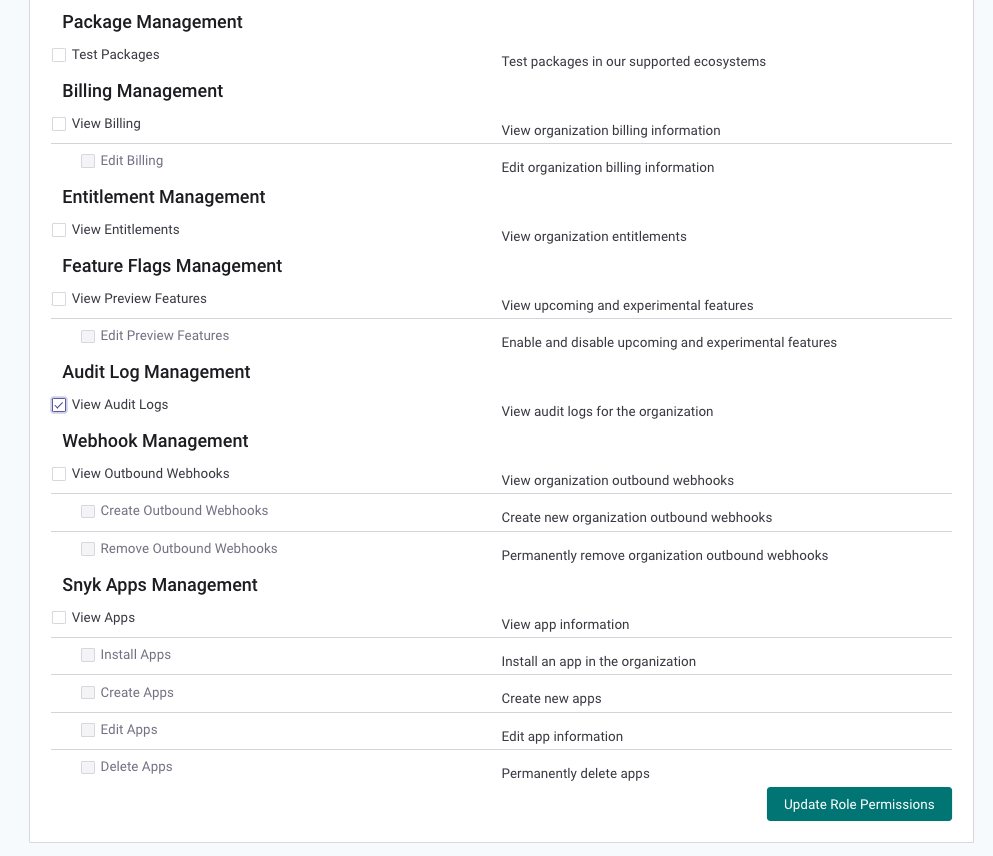 Package Management
Test Packages
Test packages in our supported ecosystems
Billing Management
View Billing
View organization billing information
Edit Billing
Edit organization billing information
Entitlement Management
View Entitlements
View organization entitlements
Feature Flags Management
View Preview Features
View upcoming and experimental features
Edit Preview Features
Enable and disable upcoming and experimental features
Audit Log Management
View Audit Logs
View audit logs for the organization
Webhook Management
View Outbound Webhooks
View organization outbound webhooks
Create Outbound Webhooks
Create new organization outbound webhooks
Remove Outbound Webhooks
Permanently remove organization outbound webhooks
Snyk Apps Management
View Apps
View app information
Install Apps
Install an app in the organization
Create Apps
Create new apps
Edit Apps
Edit app information
Delete Apps
Permanently delete apps
Update Role Permissions